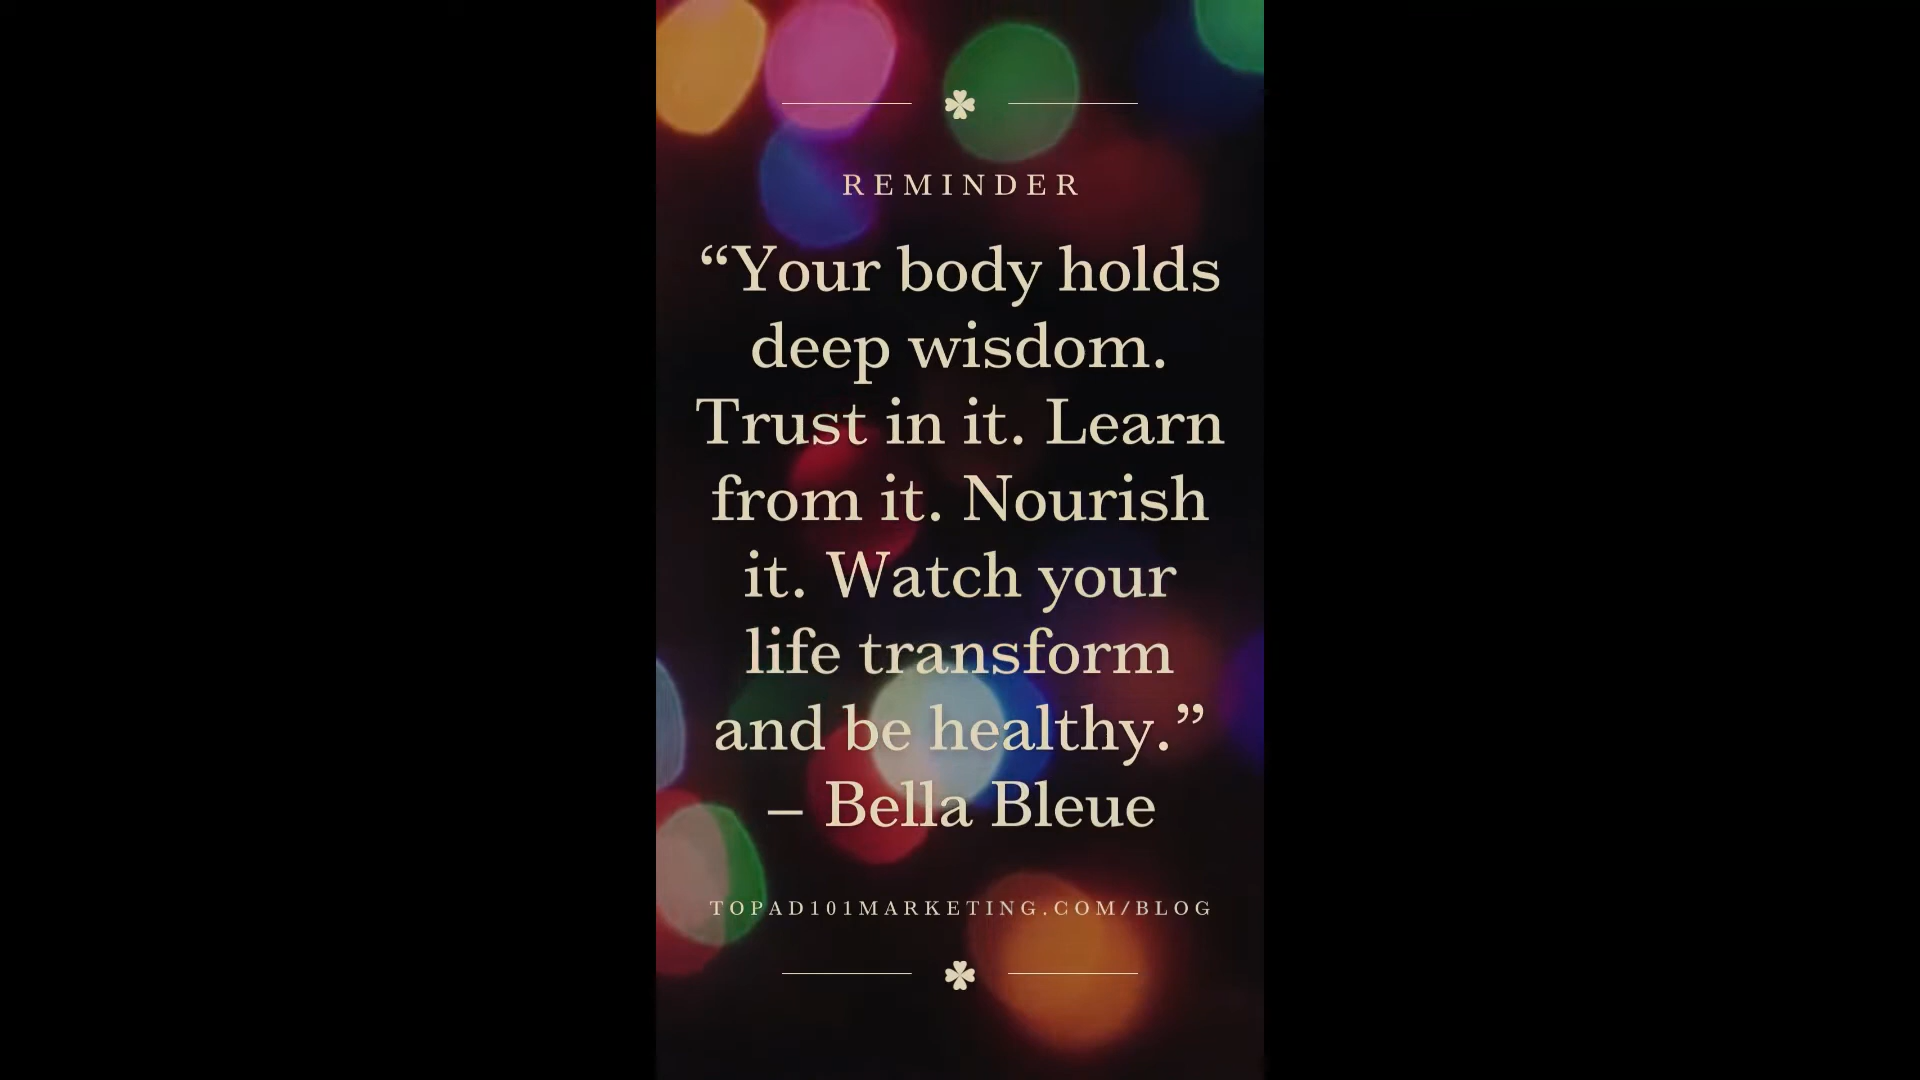 REMINDER
“Your body holds
deep wisdom.
Trust in it. Learn
from it. Nourish
it. Watch your
life transform
and be healthy.”
– Bella Bleue
TOPAD101MARKETING.COM/BLOG